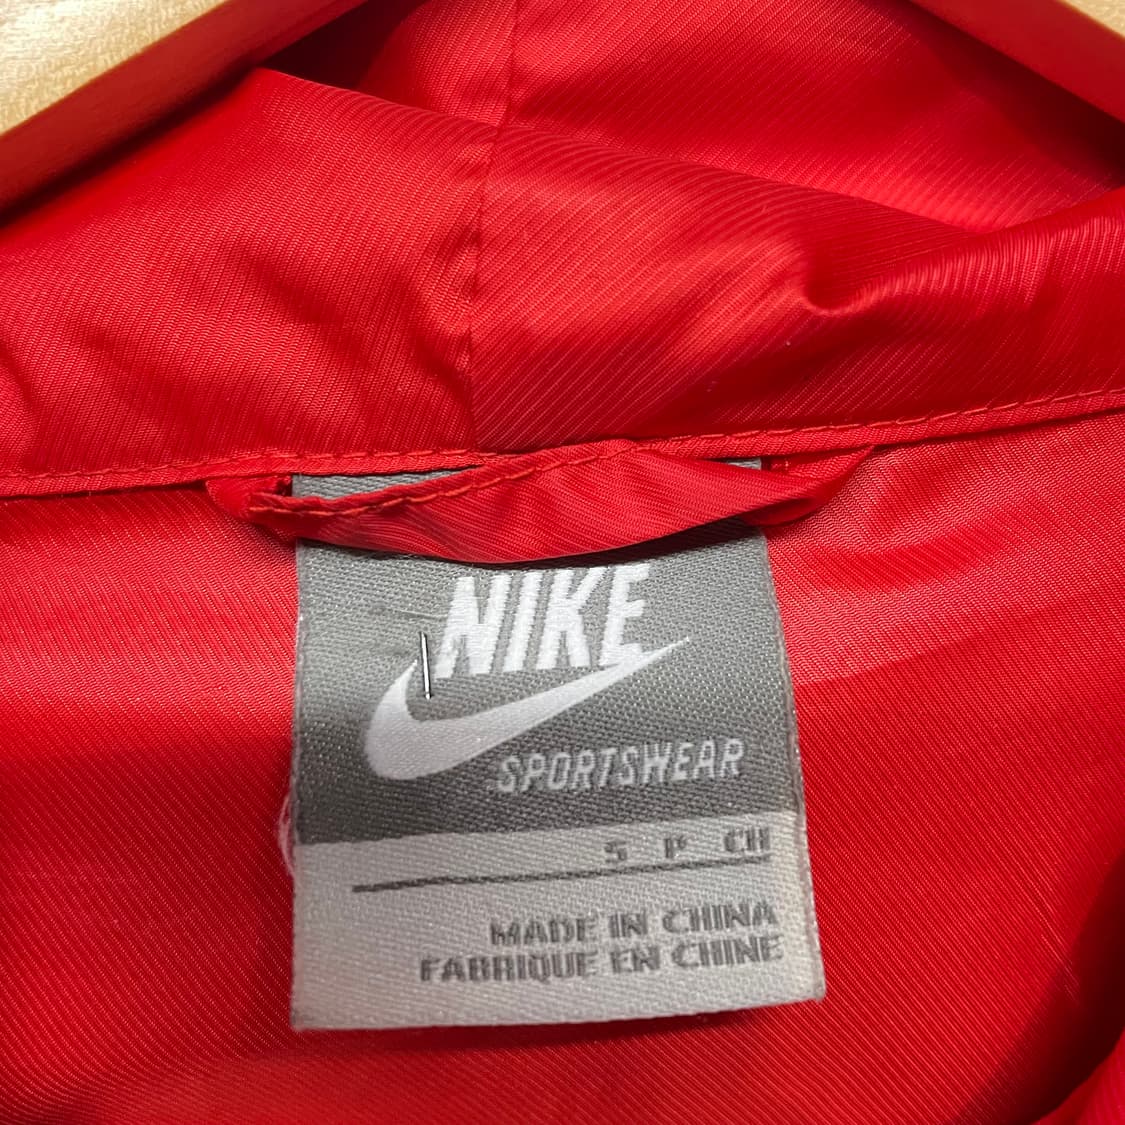 NIKE
SPORTSWEAR
S P CH
MADE IN CHINA
FABRIQUE EN CHINE